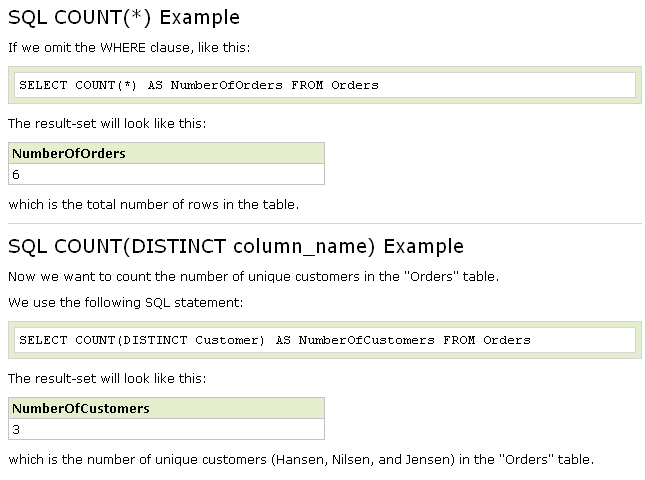 SQL COUNT(*) Example
If we omit the WHERE clause, like this:
SELECT COUNT(*) AS NumberOfOrders FROM Orders
The result-set will look like this:
NumberOfOrders
6
which is the total number of rows in the table.
SQL COUNT(DISTINCT column_name) Example
Now we want to count the number of unique customers in the "Orders" table.
We use the following SQL statement:
SELECT COUNT(DISTINCT Customer) AS NumberOfCustomers FROM Orders
The result-set will look like this:
NumberOfCustomers
3
which is the number of unique customers (Hansen, Nilsen, and Jensen) in the "Orders" table.